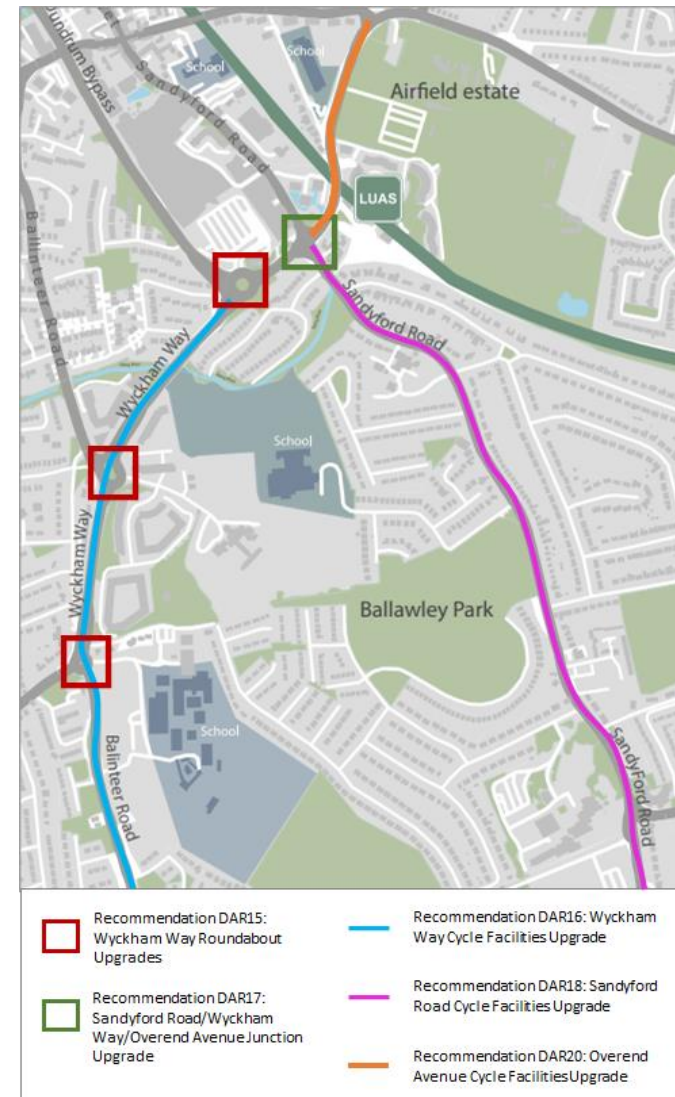 Dundrum Bypass
Sandyford Road
School
School
Airfield estate
LUAS
Ballinteer Road
Sandyford Road
Wyckham Way
School
Wyckham Way
Ballawley Park
School
Balinteer Road
SandyFord Road
Recommendation DAR15:
Wyckham Way Roundabout
Upgrades
Recommendation DAR16: Wyckham
Way Cycle Facilities Upgrade
Recommendation DAR17:
Sandyford Road/Wyckham
Way/Overend Avenue Junction
Upgrade
Recommendation DAR18: Sandyford
Road Cycle Facilities Upgrade
Recommendation DAR20: Overend
Avenue Cycle Facilities Upgrade